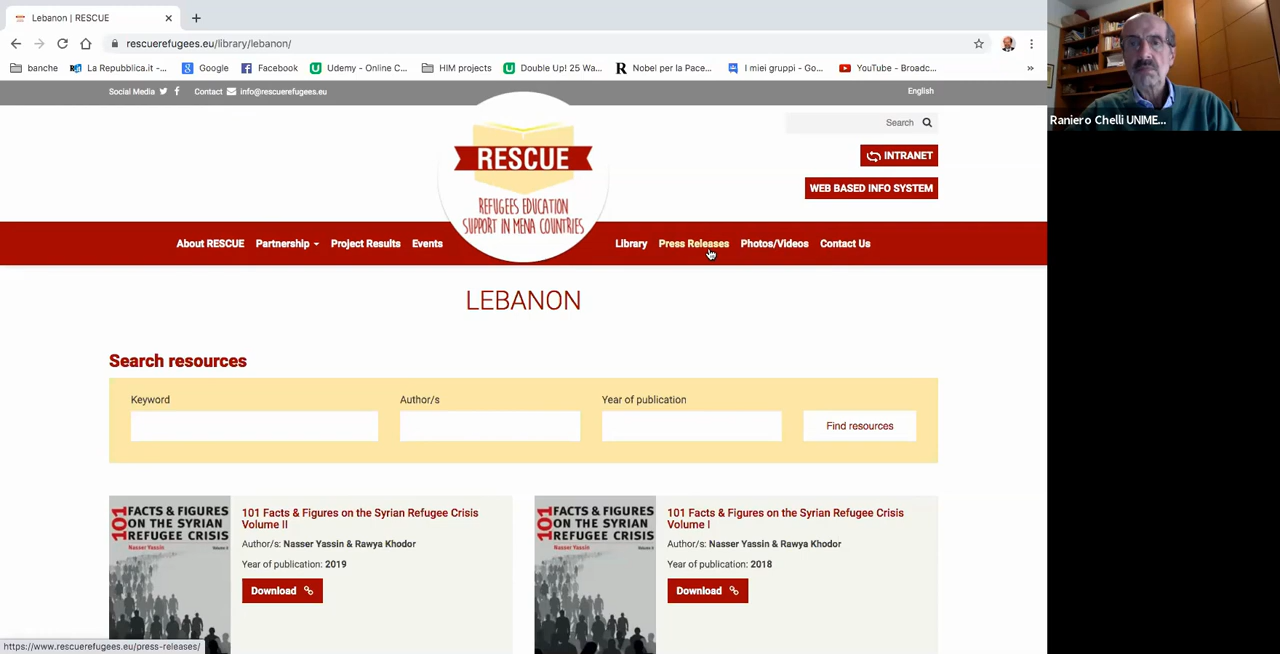 Lebanon | RESCUE
rescuerefugees.eu/library/lebanon/
banche La Repubblica.it -... Google Facebook Udemy - Online C... HIM projects Double Up! 25 Wa... Nobel per la Pace... I miei gruppi - Go... YouTube - Broadc... »
Social Media Contact info@rescuerefugees.eu English
Search
RESCUE
REFUGEES EDUCATION
SUPPORT IN MENA COUNTRIES
INTRANET
WEB BASED INFO SYSTEM
About RESCUE Partnership Project Results Events Library Press Releases Photos/Videos Contact Us
LEBANON
Search resources
Keyword Author/s Year of publication
Find resources
101 FACTS & FIGURES
ON THE SYRIAN
REFUGEE CRISIS
Nasser Yassin
101 Facts & Figures on the Syrian Refugee Crisis
Volume II
Author/s: Nasser Yassin & Rawya Khodor
Year of publication: 2019
Download
101 FACTS & FIGURES
ON THE SYRIAN
REFUGEE CRISIS
Nasser Yassin
101 Facts & Figures on the Syrian Refugee Crisis
Volume I
Author/s: Nasser Yassin & Rawya Khodor
Year of publication: 2018
Download
https://www.rescuerefugees.eu/press-releases/
Raniero Chelli UNIME...